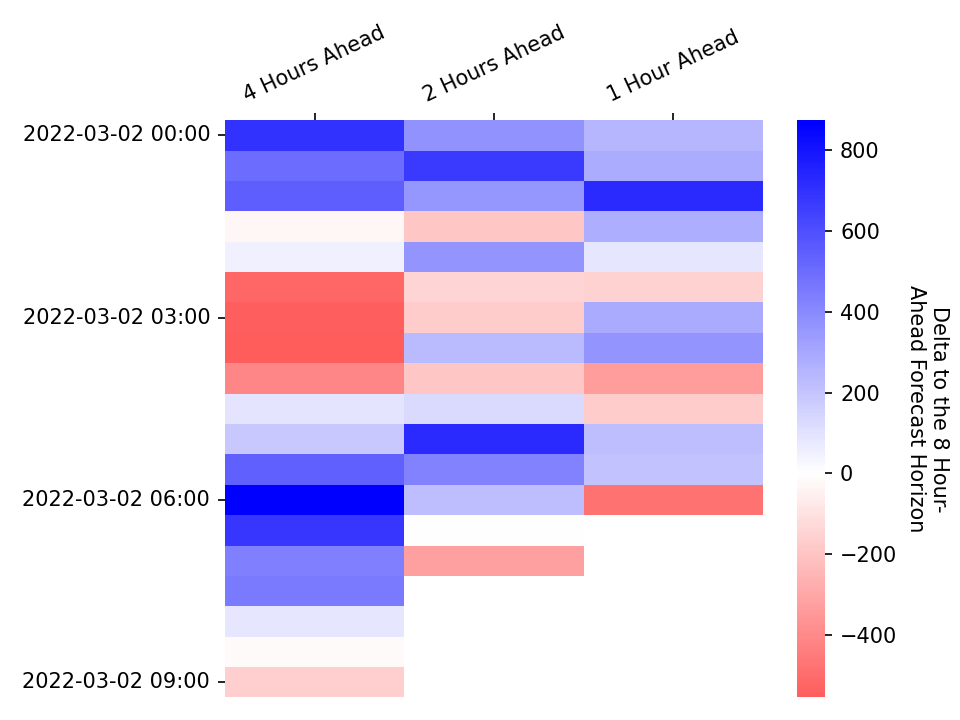 4 Hours Ahead
2 Hours Ahead
1 Hour Ahead
2022-03-02 00:00
2022-03-02 03:00
2022-03-02 06:00
2022-03-02 09:00
800
600
400
200
0
−200
−400
Delta to the 8 Hour-
Ahead Forecast Horizon